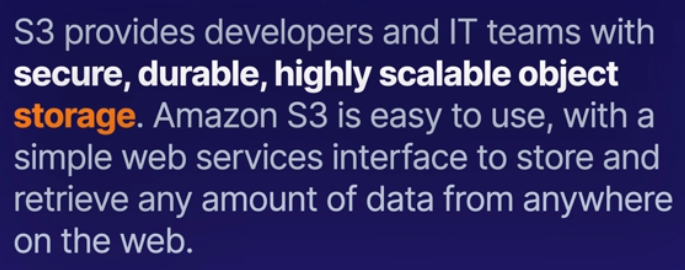 S3 provides developers and IT teams with
secure, durable, highly scalable object
storage. Amazon S3 is easy to use, with a
simple web services interface to store and
retrieve any amount of data from anywhere
on the web.